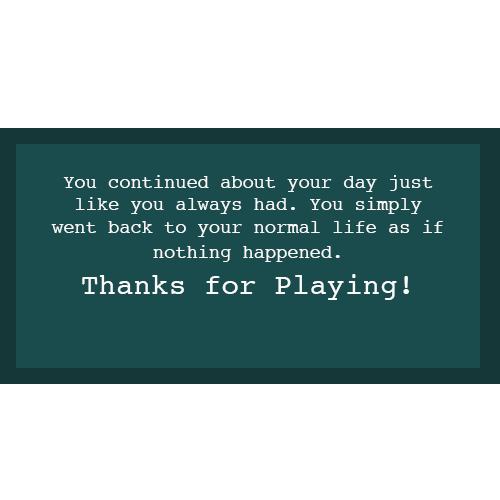 You continued about your day just
like you always had. You simply
went back to your normal life as if
nothing happened.
Thanks for Playing!